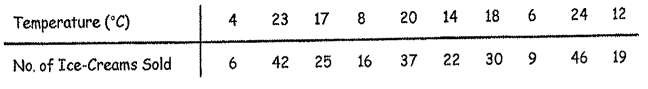 Temperature (°C) 4 23 17 8 20 14 18 6 24 12
No. of Ice-Creams Sold 6 42 25 16 37 22 30 9 46 19